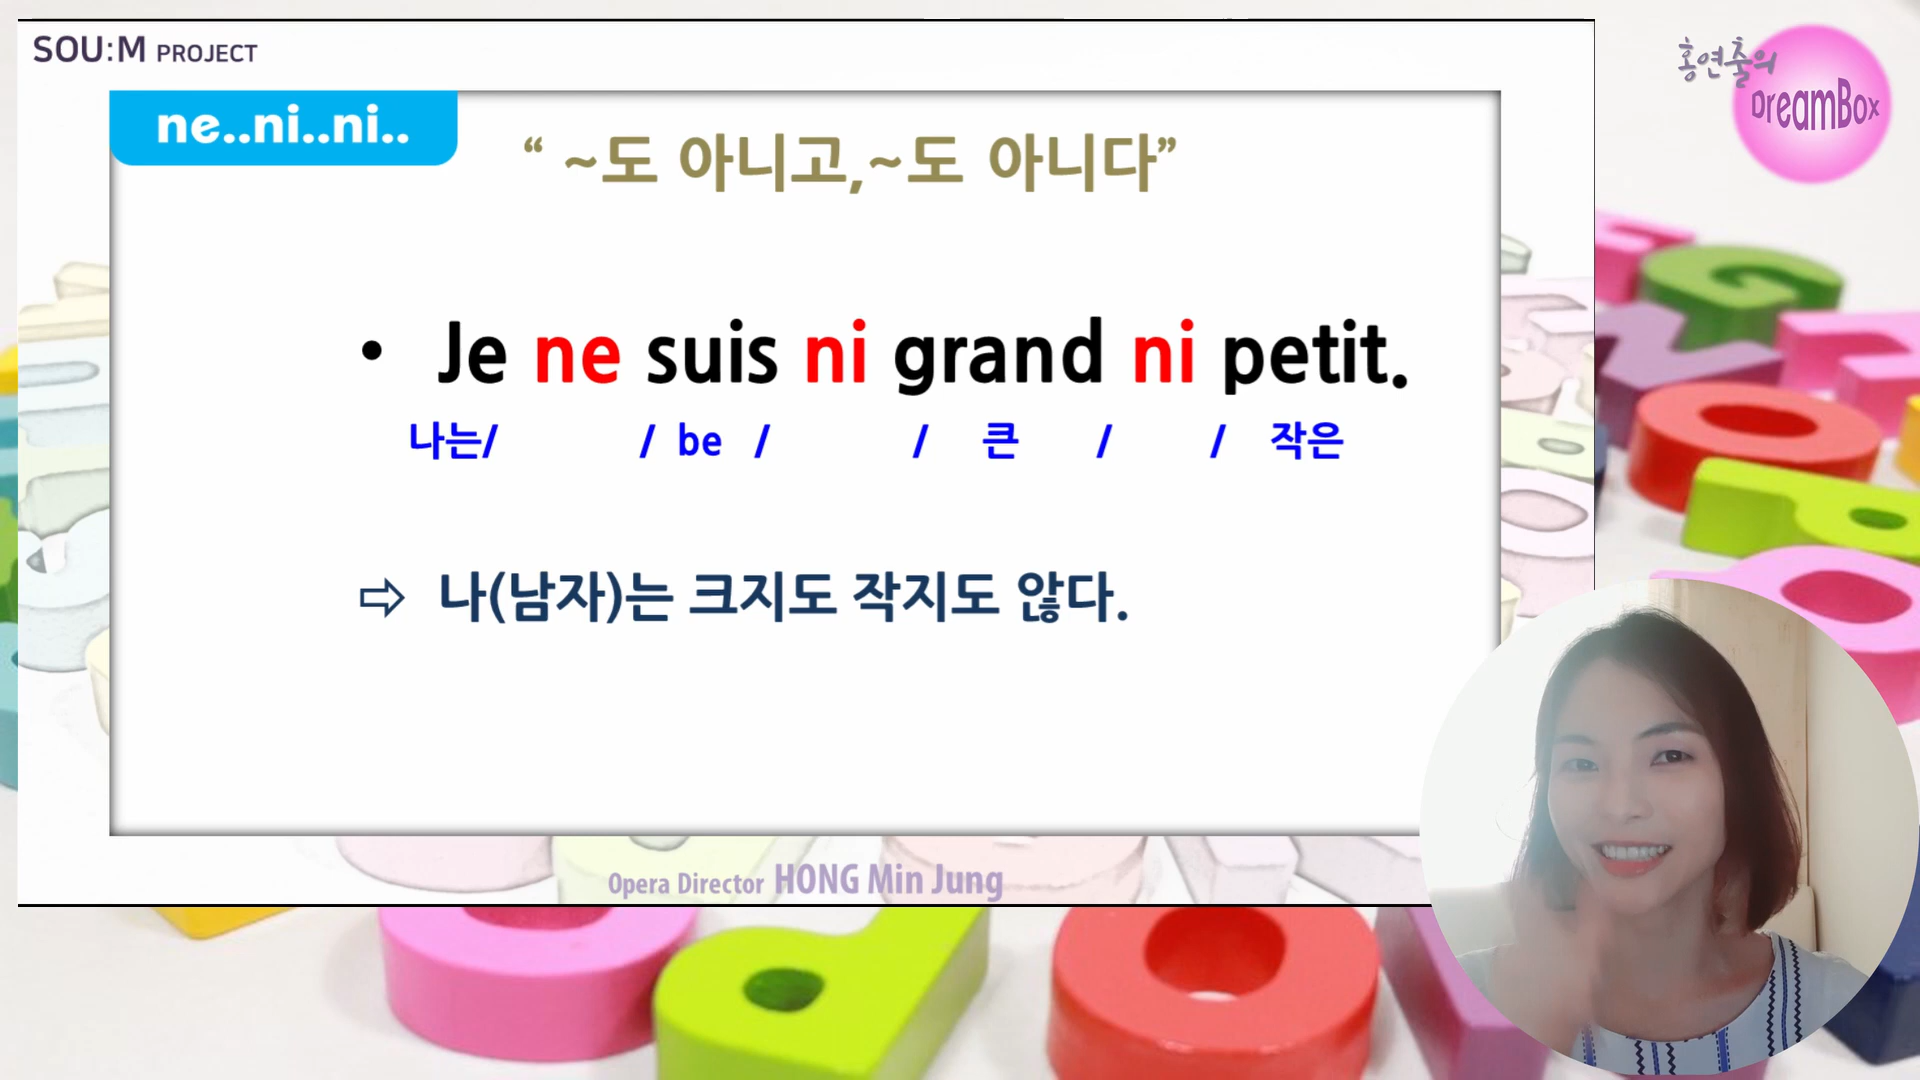 SOU:M PROJECT
홍연출의
DreamBox
ne..ni..ni..
“ ~도 아니고,~도 아니다”
• Je ne suis ni grand ni petit.
나는/ / be / / 큰 / / 작은
⇨ 나(남자)는 크지도 작지도 않다.
Opera Director HONG Min Jung